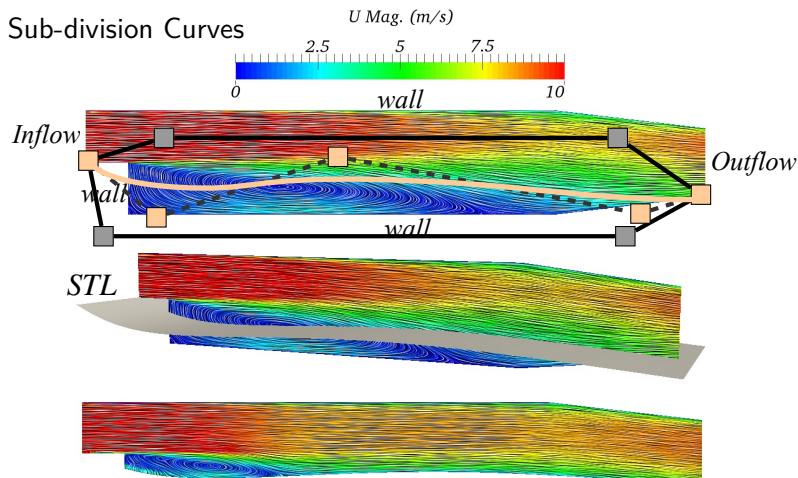 Sub-division Curves
U Mag. (m/s)
2.5 5 7.5
0 10
wall
Inflow
Outflow
wall
wall
STL